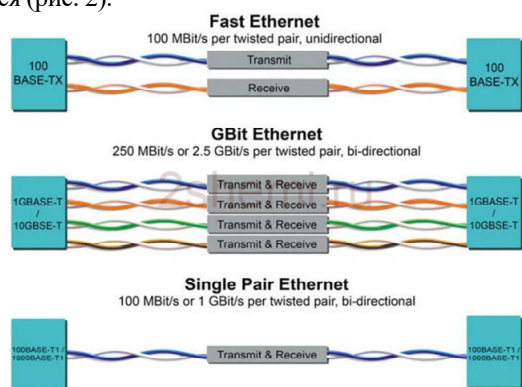 ся (рис. 2).
Fast Ethernet
100 MBit/s per twisted pair, unidirectional
100
BASE-TX
Transmit
Receive
100
BASE-TX
GBit Ethernet
250 MBit/s or 2.5 GBit/s per twisted pair, bi-directional
2shemi.ru
1GBASE-T
/
10GBSE-T
Transmit & Receive
Transmit & Receive
Transmit & Receive
Transmit & Receive
1GBASE-T
/
10GBSE-T
Single Pair Ethernet
100 MBit/s or 1 GBit/s per twisted pair, bi-directional
100BASE-T1 /
1000BASE-T1
Transmit & Receive
100BASE-T1 /
1000BASE-T1